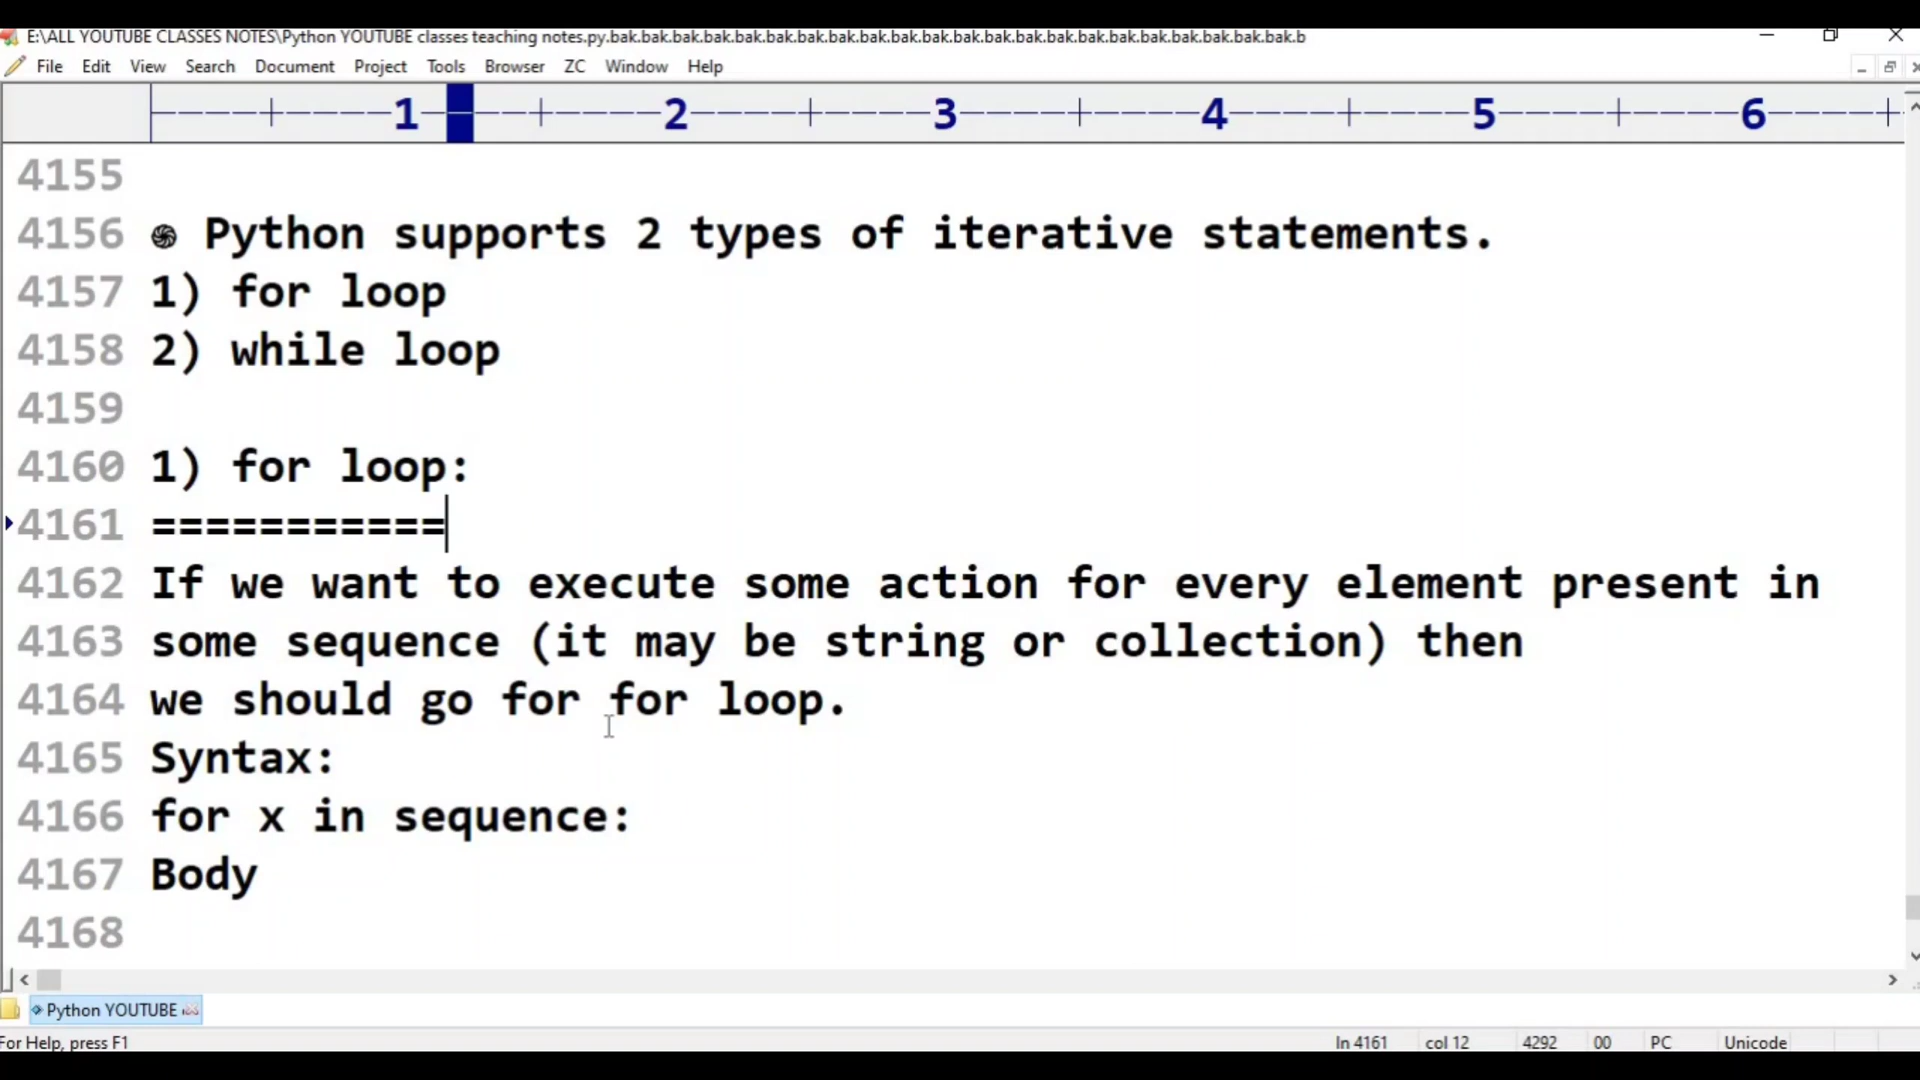 E:\ALL YOUTUBE CLASSES NOTES\Python YOUTUBE classes teaching notes.py.bak.bak.bak.bak.bak.bak.bak.bak.bak.bak.bak.bak.bak.bak.bak.bak.bak.bak.bak.bak.bak.bak.b
File Edit View Search Document Project Tools Browser ZC Window Help
1 2 3 4 5 6
4155
4156 Python supports 2 types of iterative statements.
4157 1) for loop
4158 2) while loop
4159
4160 1) for loop:
4161 ===========
4162 If we want to execute some action for every element present in
4163 some sequence (it may be string or collection) then
4164 we should go for for loop.
4165 Syntax:
4166 for x in sequence:
4167 Body
4168
Python YOUTUBE
For Help, press F1 ln 4161 col 12 4292 00 PC Unicode